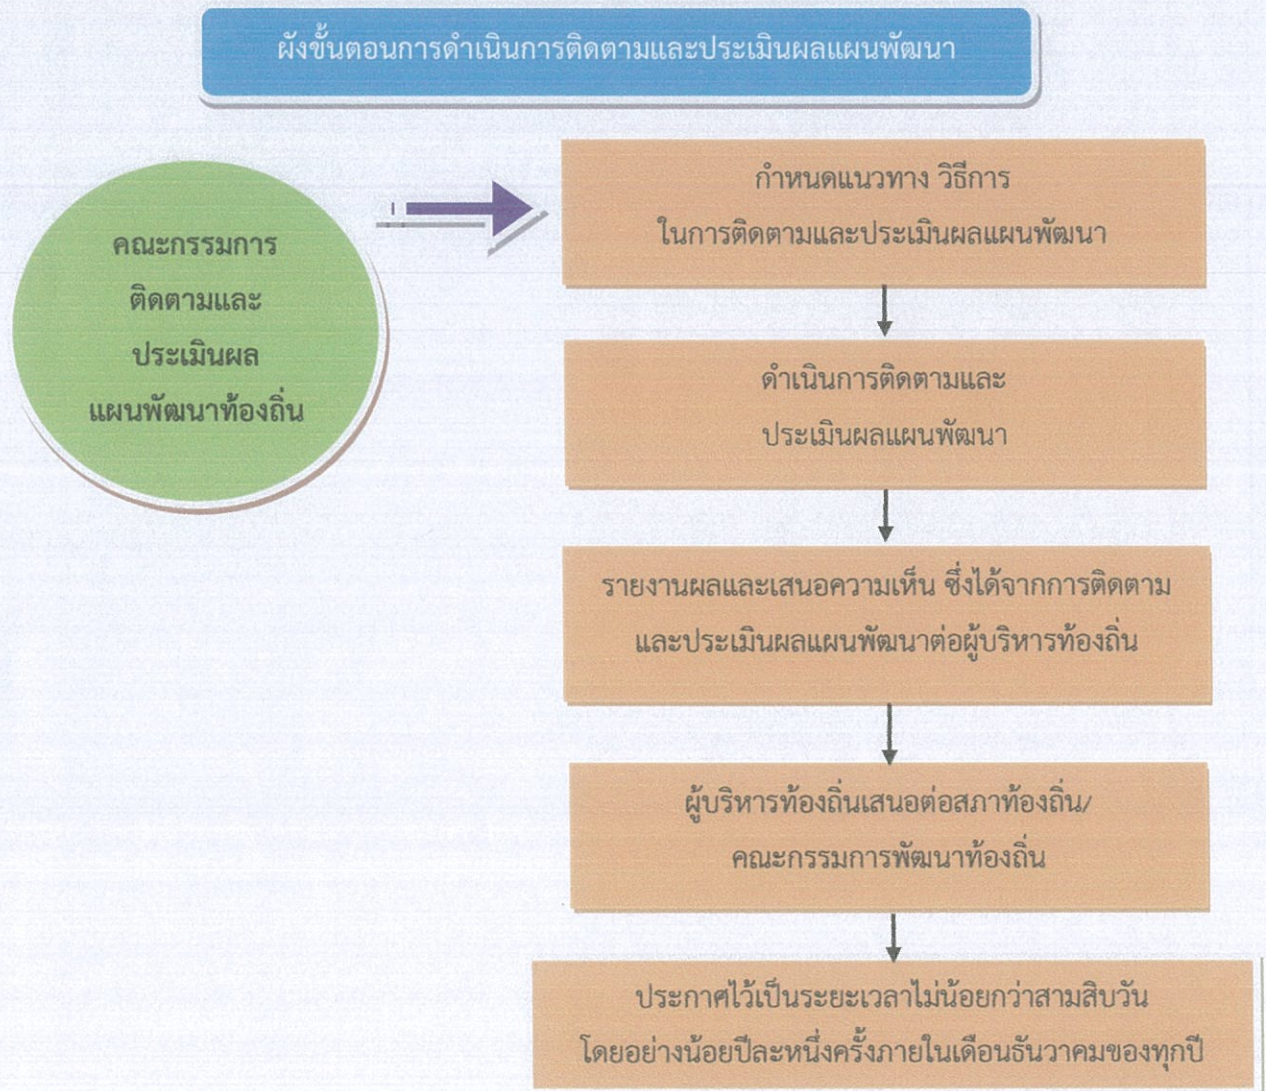 ผังขั้นตอนการดำเนินการติดตามและประเมินผลแผนพัฒนา
คณะกรรมการ
ติดตามและ
ประเมินผล
แผนพัฒนาท้องถิ่น
กำหนดแนวทาง วิธีการ
ในการติดตามและประเมินผลแผนพัฒนา
ดำเนินการติดตามและ
ประเมินผลแผนพัฒนา
รายงานผลและเสนอความเห็น ซึ่งได้จากการติดตาม
และประเมินผลแผนพัฒนาต่อผู้บริหารท้องถิ่น
ผู้บริหารท้องถิ่นเสนอต่อสภาท้องถิ่น/
คณะกรรมการพัฒนาท้องถิ่น
ประกาศไว้เป็นระยะเวลาไม่น้อยกว่าสามสิบวัน
โดยอย่างน้อยปีละหนึ่งครั้งภายในเดือนธันวาคมของทุกปี